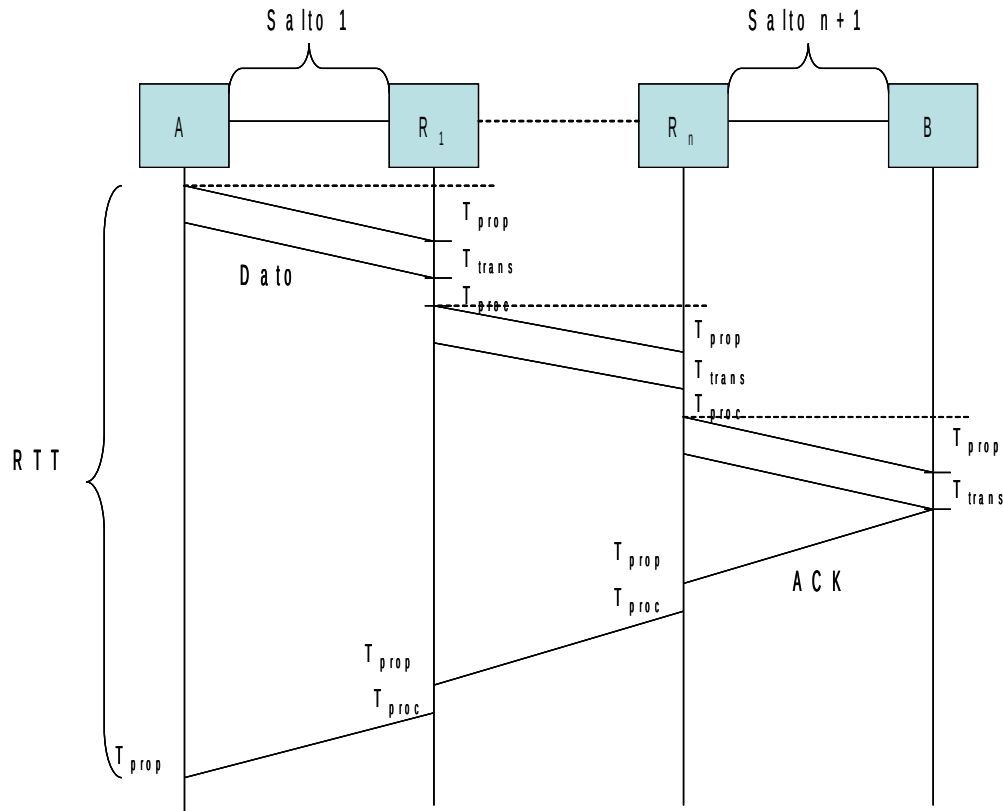 Salto 1
Salto n+1
A
R1
Rn
B
Tprop
Ttrans
Dato
Tproc
Tprop
Ttrans
Tproc
Tprop
RTT
Ttrans
Tprop
ACK
Tproc
Tprop
Tproc
Tprop